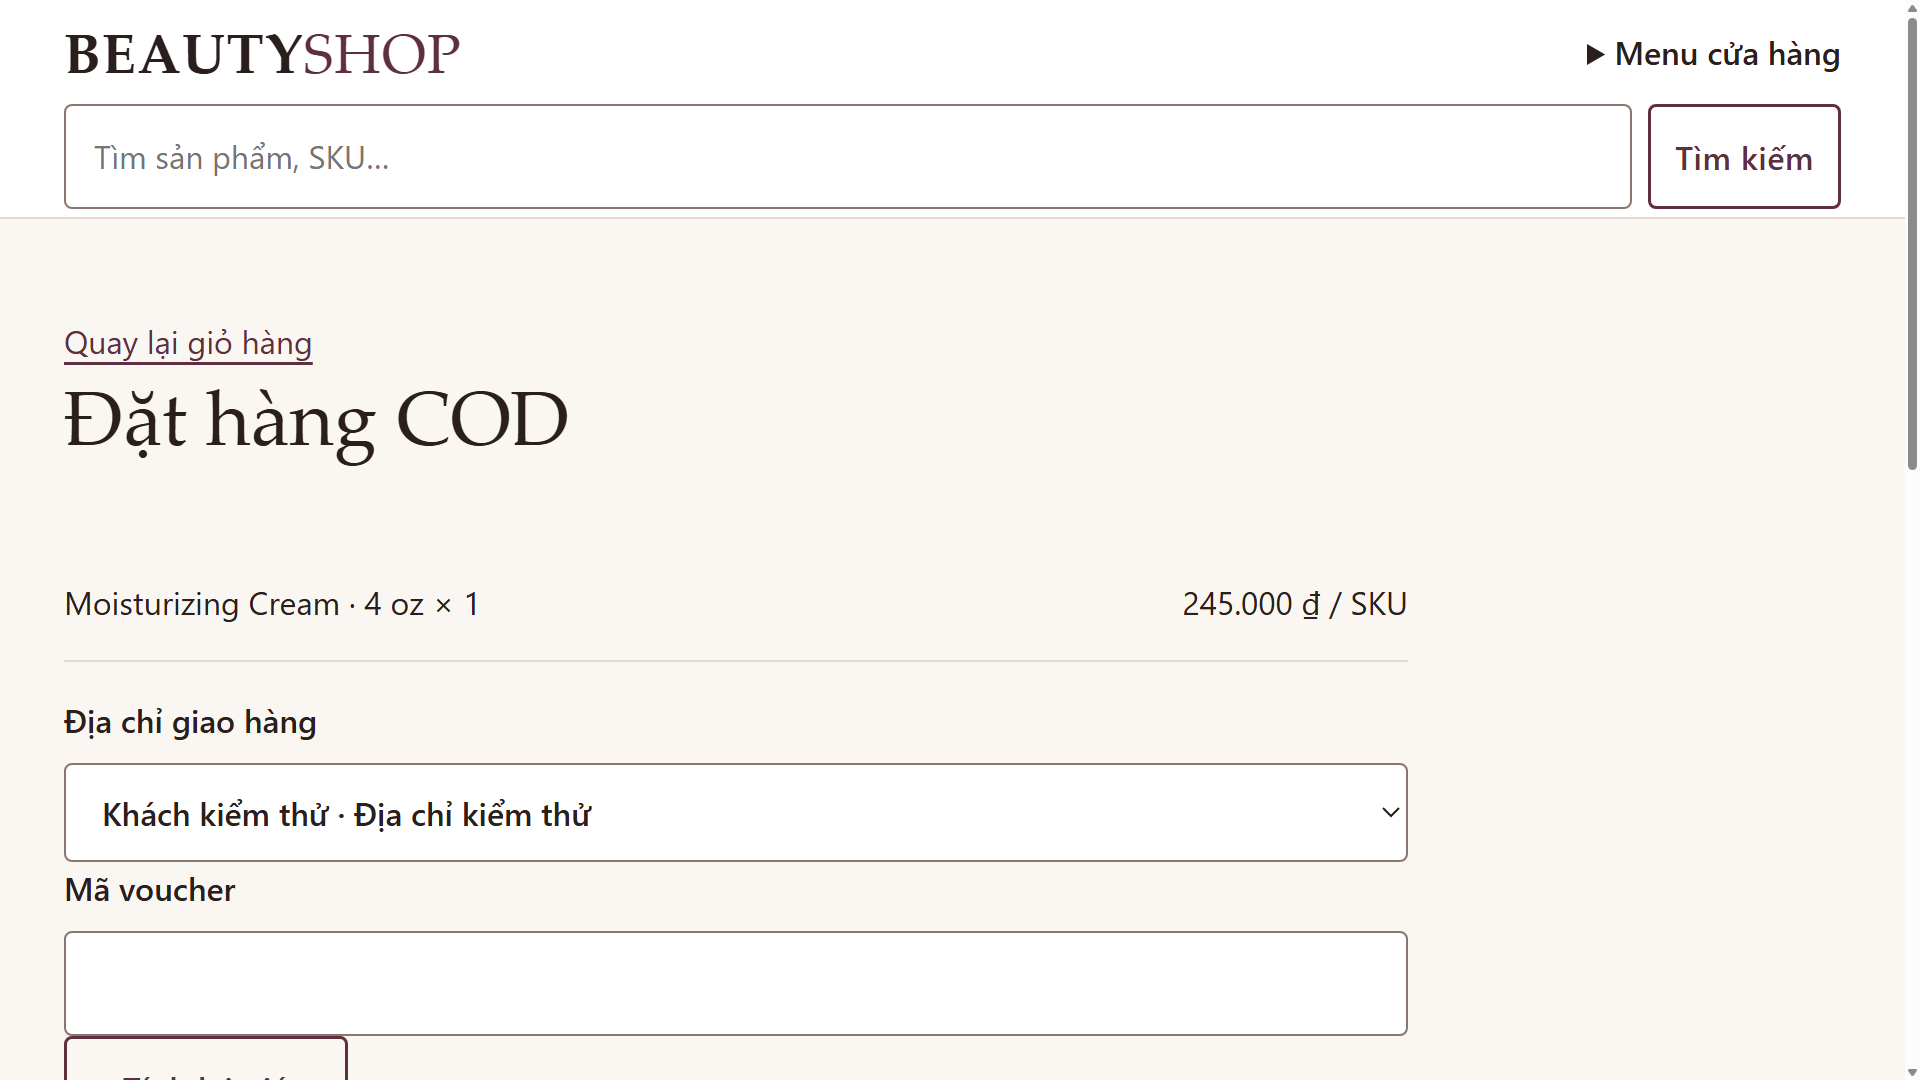 BEAUTYSHOP
Menu cửa hàng
Tìm sản phẩm, SKU...
Tìm kiếm
Quay lại giỏ hàng
Đặt hàng COD
Moisturizing Cream · 4 oz × 1
245.000 ₫ / SKU
Địa chỉ giao hàng
Khách kiểm thử · Địa chỉ kiểm thử
Mã voucher